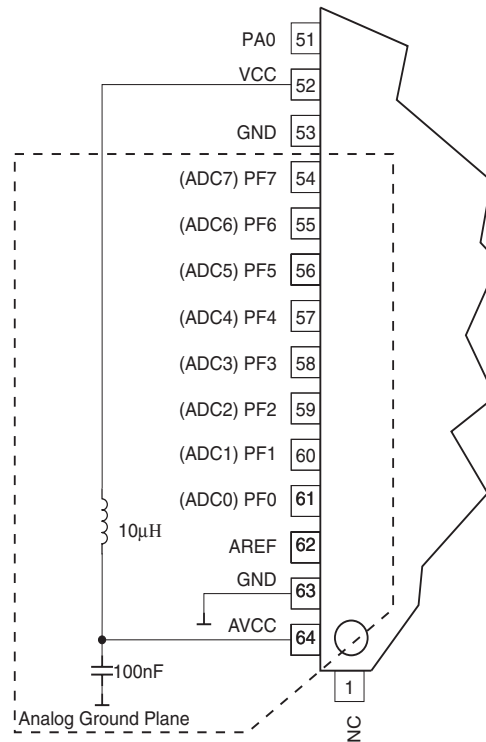 PA0 51
VCC 52
GND 53
(ADC7) PF7 54
(ADC6) PF6 55
(ADC5) PF5 56
(ADC4) PF4 57
(ADC3) PF3 58
(ADC2) PF2 59
(ADC1) PF1 60
(ADC0) PF0 61
10μH
AREF 62
GND 63
AVCC 64
100nF
1
Analog Ground Plane
NC